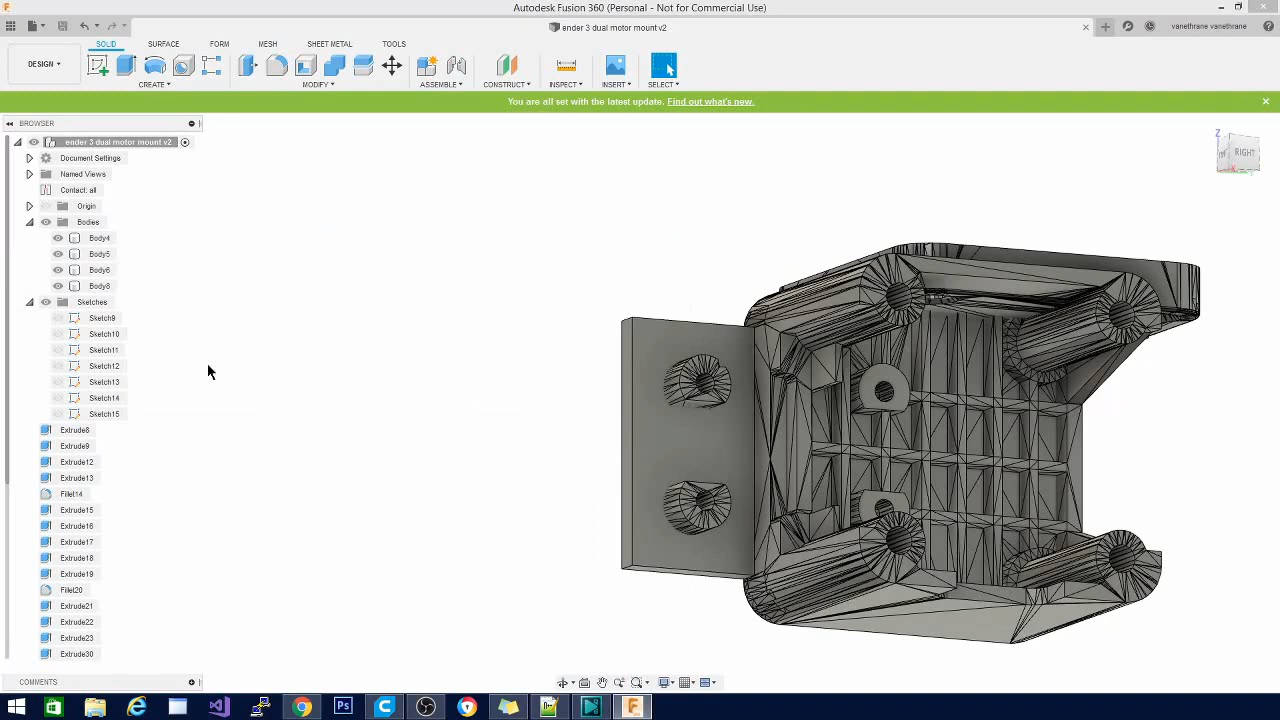 Autodesk Fusion 360 (Personal - Not for Commercial Use)
ender 3 dual motor mount v2
vanethrane vanethrane
SOLID SURFACE FORM MESH SHEET METAL TOOLS
DESIGN
CREATE MODIFY ASSEMBLE CONSTRUCT INSPECT INSERT SELECT
You are all set with the latest update. Find out what's new.
BROWSER
ender 3 dual motor mount v2
Document Settings
Named Views
Contact: all
Origin
Bodies
Body4
Body5
Body6
Body8
Sketches
Sketch9
Sketch10
Sketch11
Sketch12
Sketch13
Sketch14
Sketch15
Extrude8
Extrude9
Extrude12
Extrude13
Fillet14
Extrude15
Extrude16
Extrude17
Extrude18
Extrude19
Fillet20
Extrude21
Extrude22
Extrude23
Extrude30
Z
RIGHT
X
COMMENTS